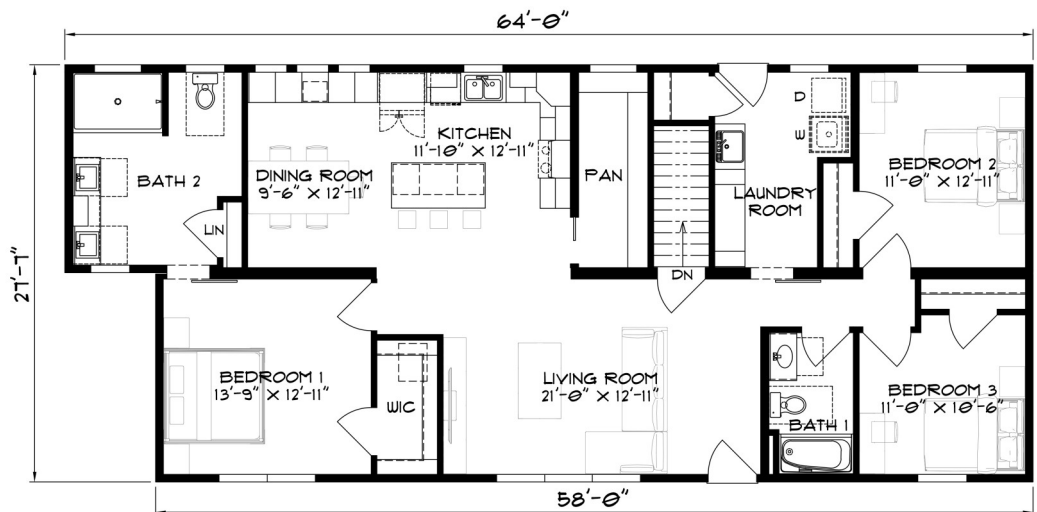 64'-0"
27'-7"
BATH 2
LIN
DINING ROOM
9'-6" X 12'-11"
KITCHEN
11'-10" X 12'-11"
PAN
DN
D
W
LAUNDRY
ROOM
BEDROOM 2
11'-0" X 12'-11"
BEDROOM 1
13'-9" X 12'-11"
WIC
LIVING ROOM
21'-0" X 12'-11"
BATH 1
BEDROOM 3
11'-0" X 10'-6"
58'-0"